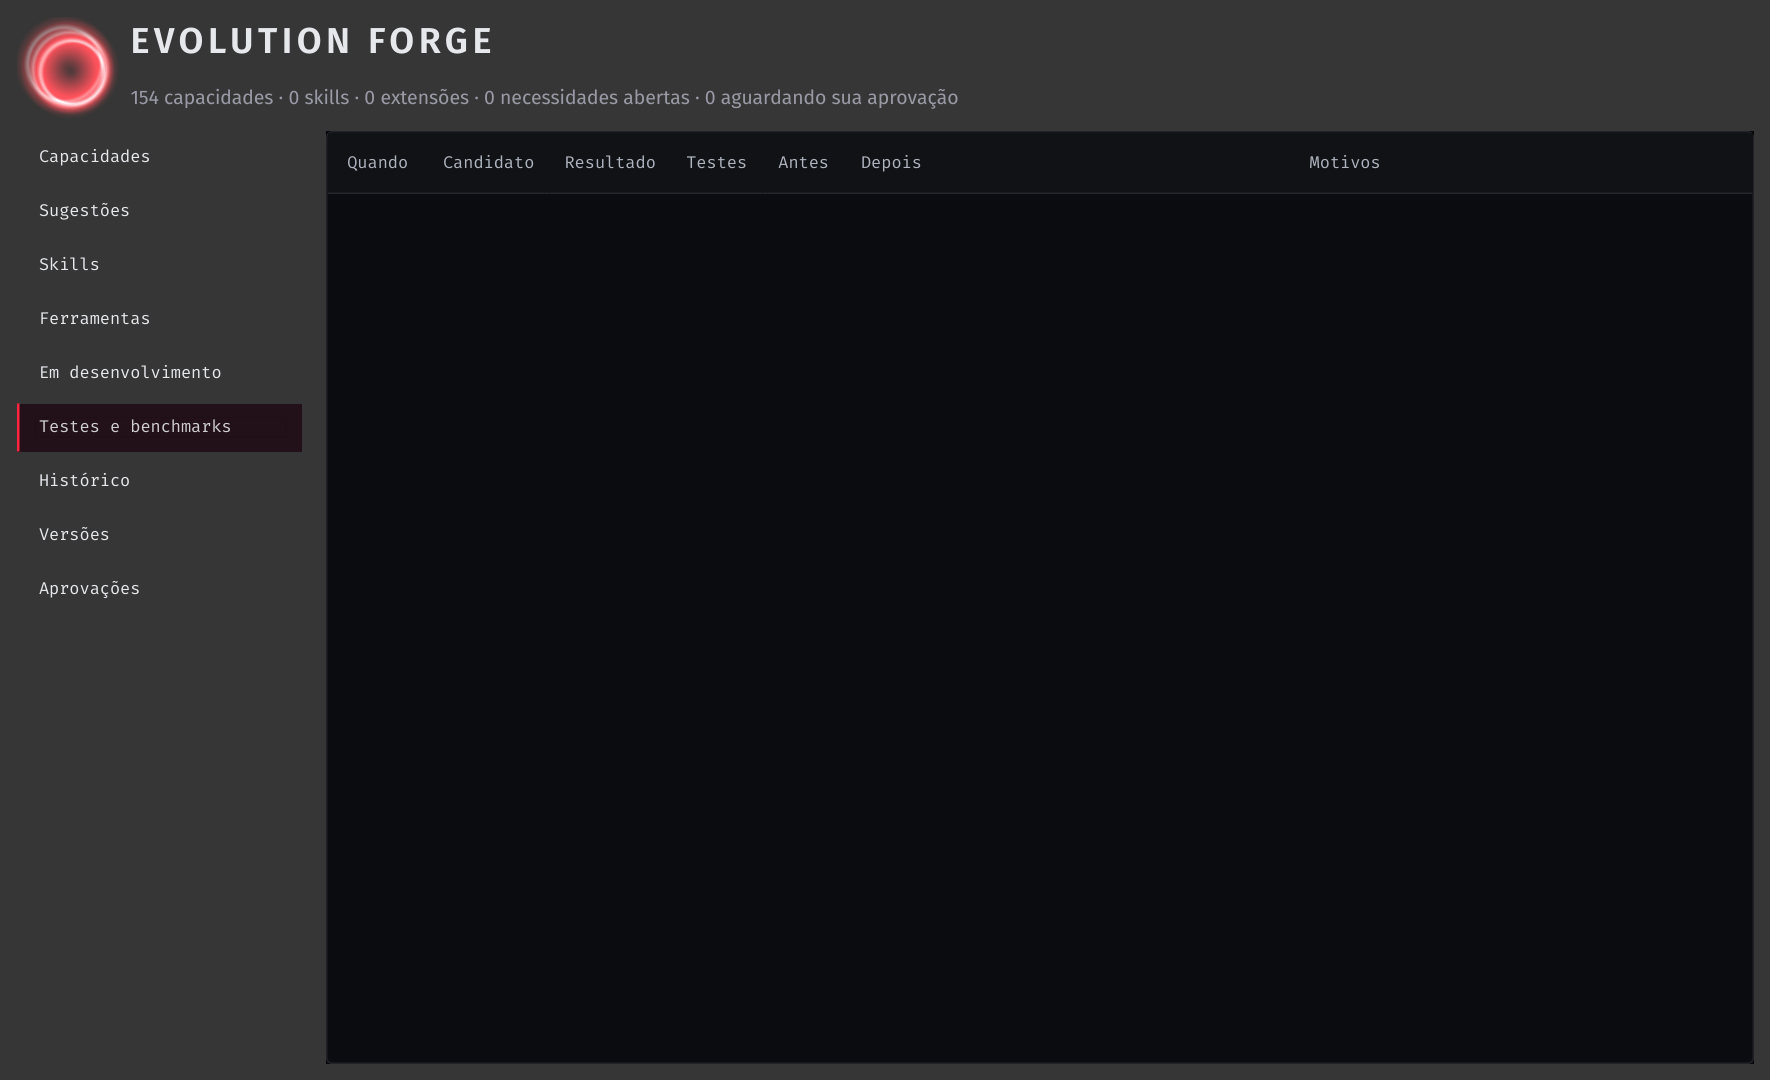 EVOLUTION FORGE
154 capacidades · 0 skills · 0 extensões · 0 necessidades abertas · 0 aguardando sua aprovação
Capacidades
Sugestões
Skills
Ferramentas
Em desenvolvimento
Testes e benchmarks
Histórico
Versões
Aprovações
Quando Candidato Resultado Testes Antes Depois Motivos